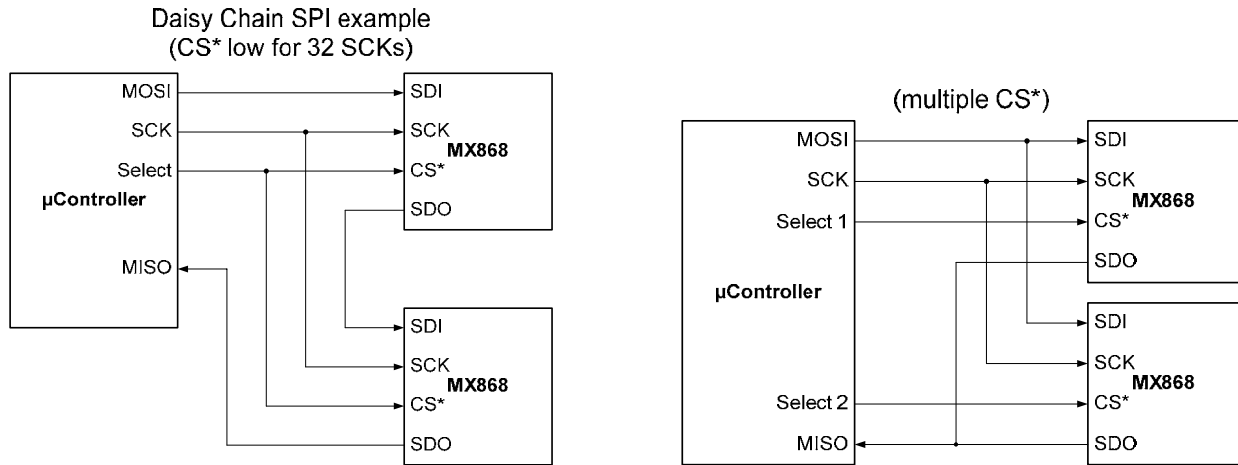 Daisy Chain SPI example
(CS* low for 32 SCKs)
MOSI
SCK
Select
µController
MISO
SDI
SCK
MX868
CS*
SDO
SDI
SCK
MX868
CS*
SDO
(multiple CS*)
MOSI
SCK
Select 1
µController
Select 2
MISO
SDI
SCK
MX868
CS*
SDO
SDI
SCK
MX868
CS*
SDO